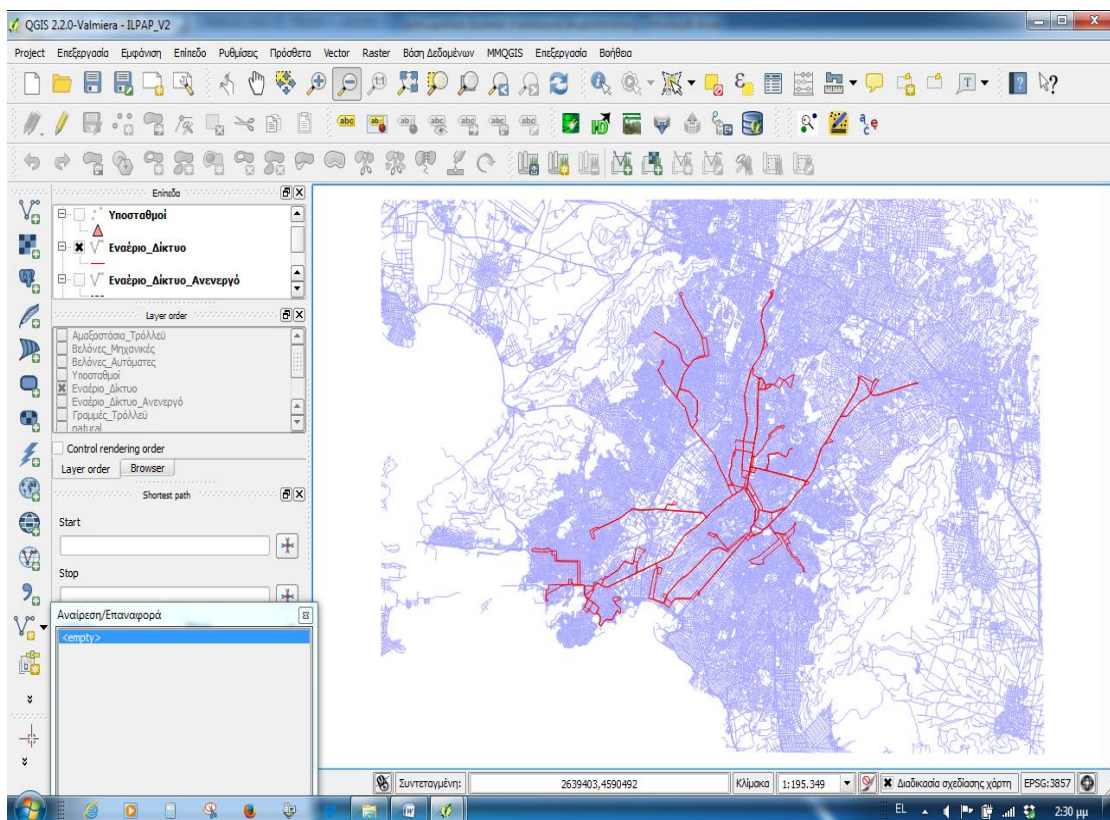 QGIS 2.2.0-Valmiera - ILPAP_V2
Project Επεξεργασία Εμφάνιση Επίπεδο Ρυθμίσεις Πρόσθετα Vector Raster Βάση Δεδομένων MMQGIS Επεξεργασία Βοήθεια
Επίπεδα
Υποσταθμοί
Εναέριο_Δίκτυο
Εναέριο_Δίκτυο_Ανενεργό
Layer order
Αμαξοστάσια_Τρόλλεϋ
Βελόνες_Μηχανικές
Βελόνες_Αυτόματες
Υποσταθμοί
Εναέριο_Δίκτυο
Εναέριο_Δίκτυο_Ανενεργό
Γραμμές_Τρόλλεϋ
natural
Control rendering order
Layer order Browser
Shortest path
Start
Stop
Αναίρεση/Επαναφορά
<empty>
Συντεταγμένη: 2639403,4590492 Κλίμακα 1:195.349 Διαδικασία σχεδίασης χάρτη EPSG:3857
EL 2:30 μμ